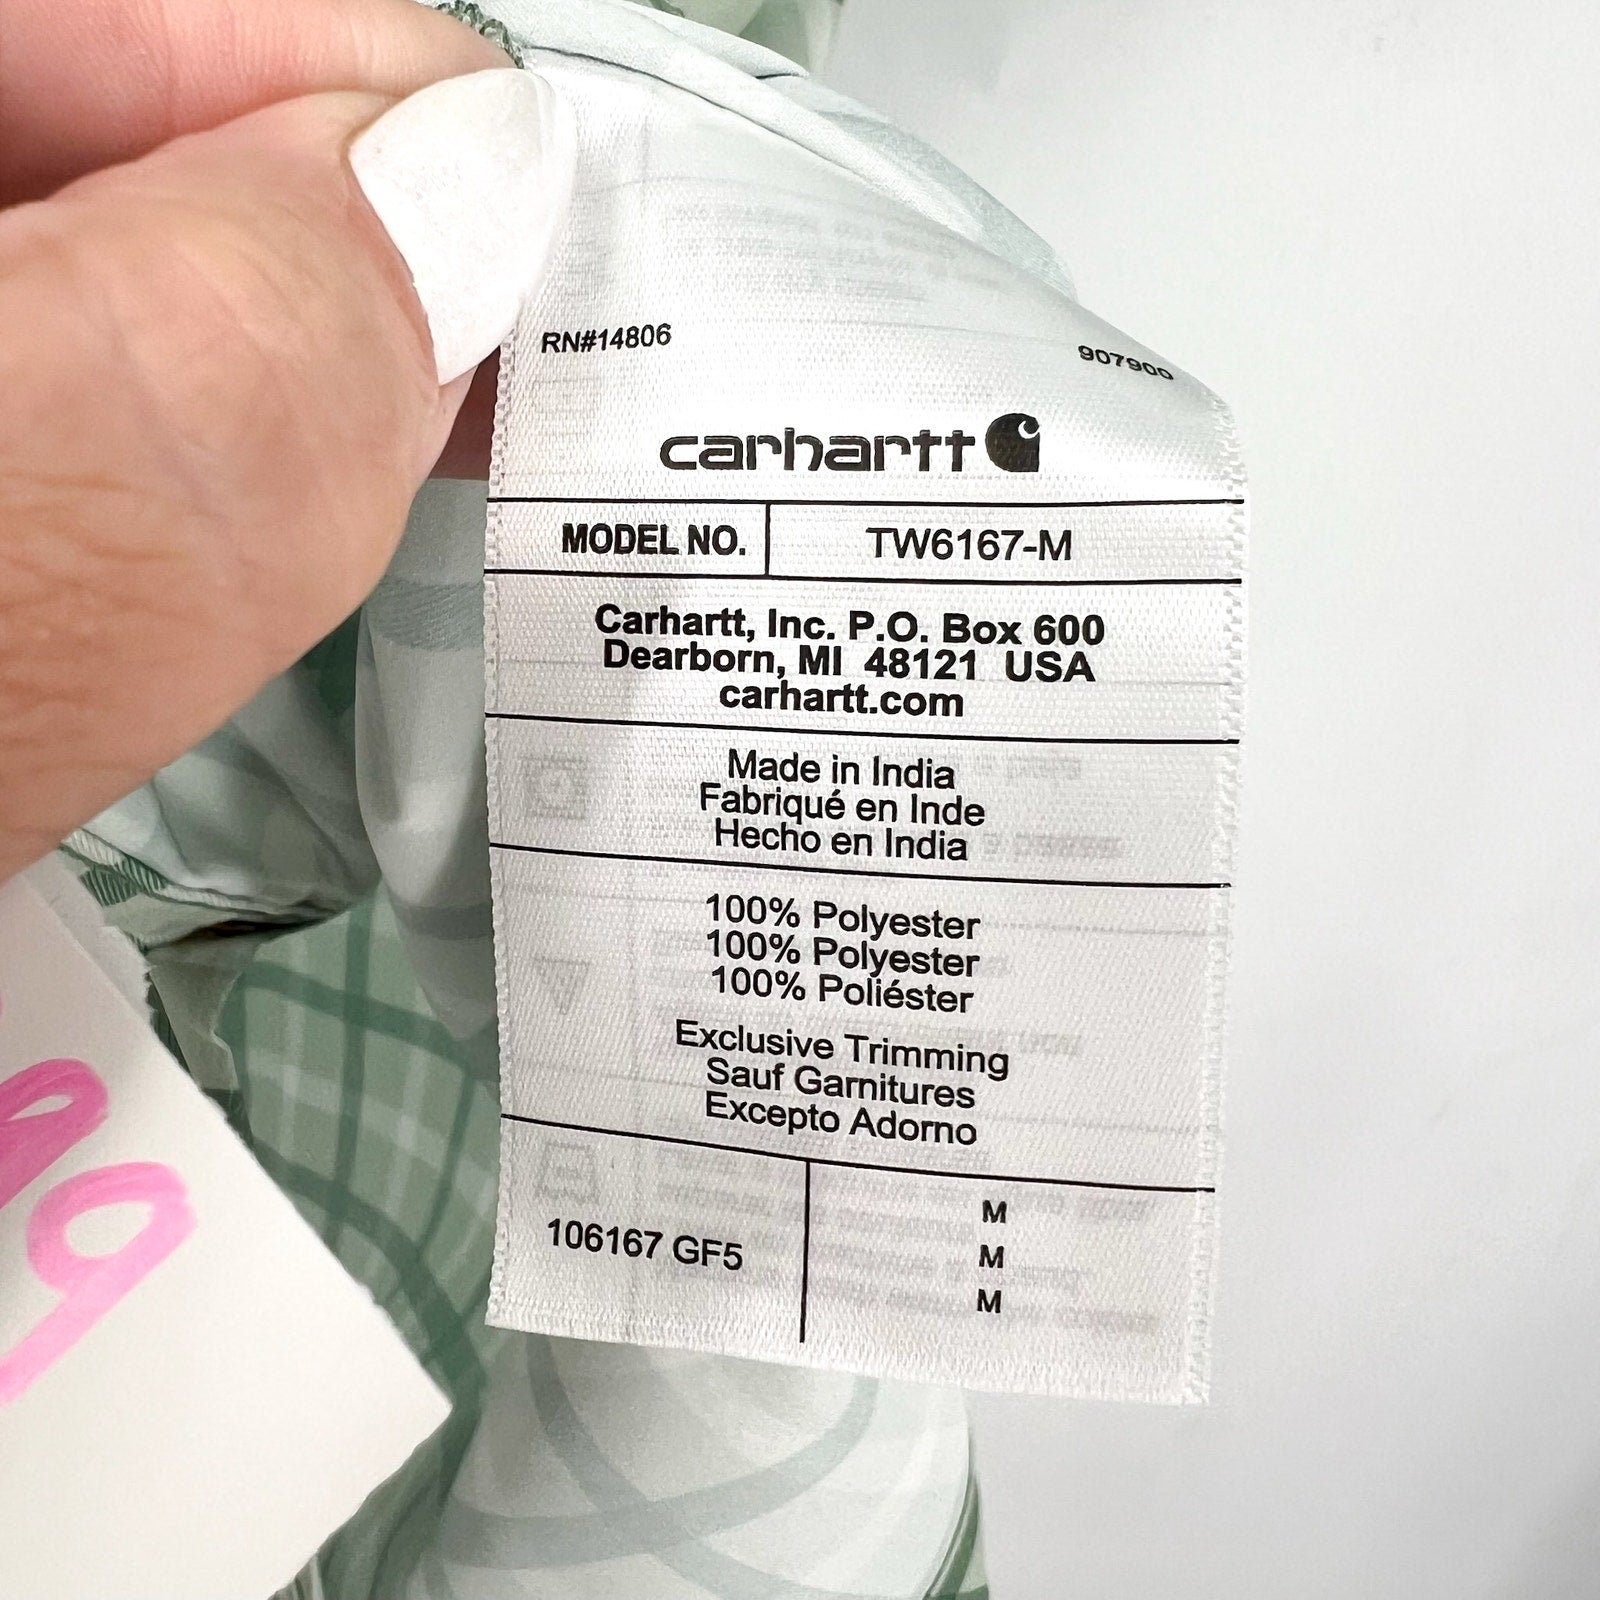 RN#14806
907900
carhartt
MODEL NO. TW6167-M
Carhartt, Inc. P.O. Box 600
Dearborn, MI 48121 USA
carhartt.com
Made in India
Fabriqué en Inde
Hecho en India
100% Polyester
100% Polyester
100% Poliéster
Exclusive Trimming
Sauf Garnitures
Excepto Adorno
106167 GF5
M
M
M